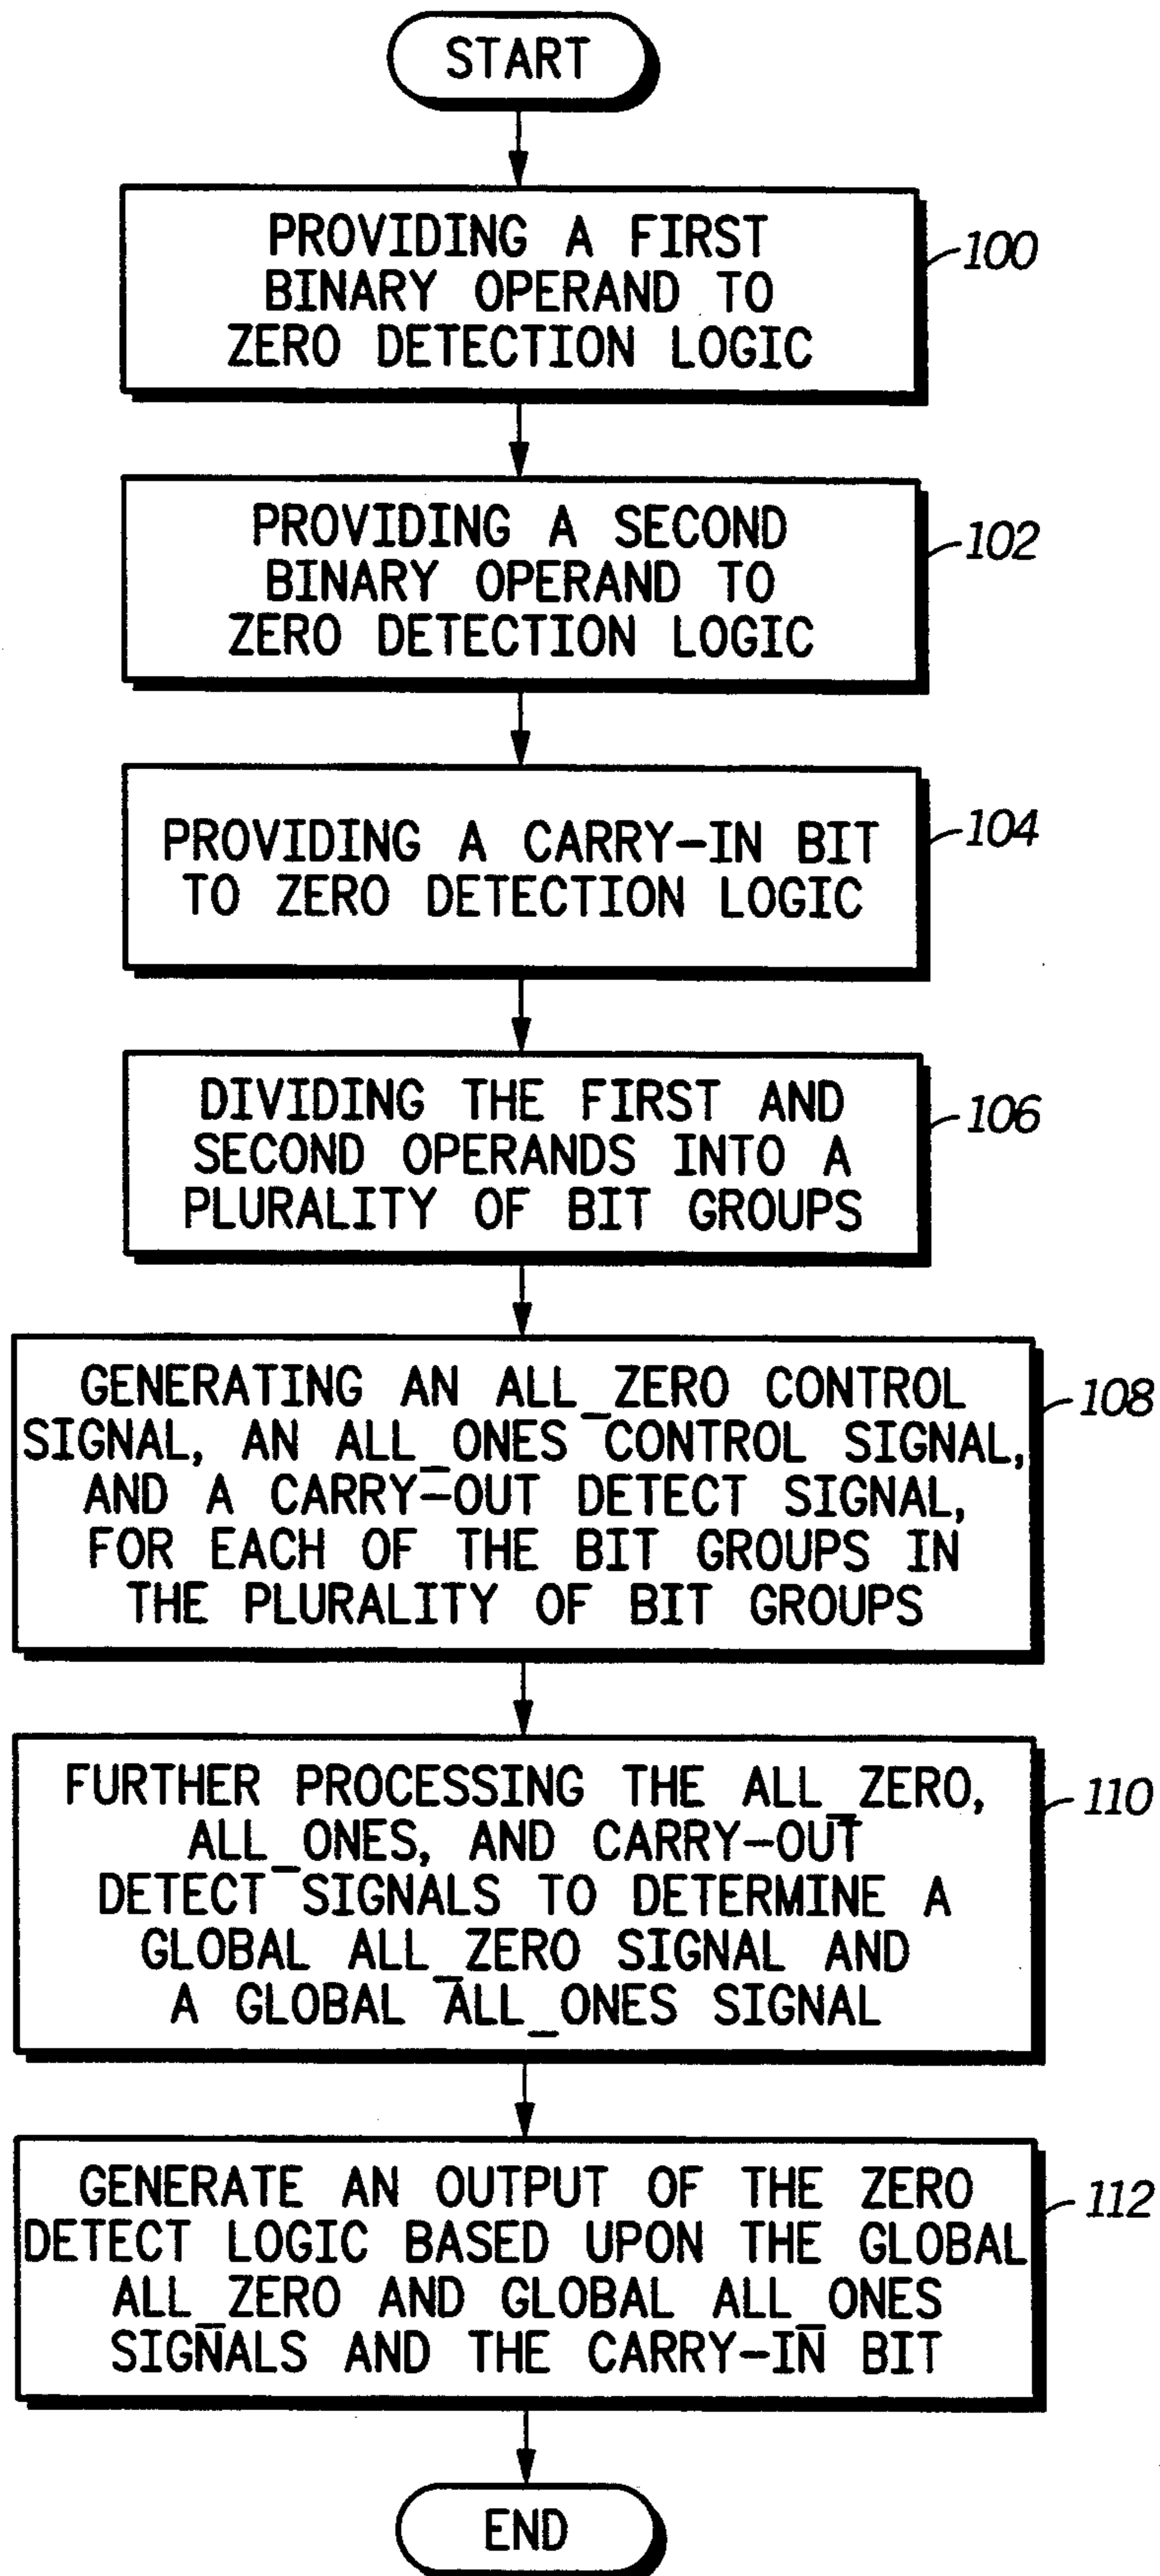 START
PROVIDING A FIRST
BINARY OPERAND TO
ZERO DETECTION LOGIC
100
PROVIDING A SECOND
BINARY OPERAND TO
ZERO DETECTION LOGIC
102
PROVIDING A CARRY-IN BIT
TO ZERO DETECTION LOGIC
104
DIVIDING THE FIRST AND
SECOND OPERANDS INTO A
PLURALITY OF BIT GROUPS
106
GENERATING AN ALL_ZERO CONTROL
SIGNAL, AN ALL_ONES CONTROL SIGNAL,
AND A CARRY-OUT DETECT SIGNAL,
FOR EACH OF THE BIT GROUPS IN
THE PLURALITY OF BIT GROUPS
108
FURTHER PROCESSING THE ALL_ZERO,
ALL_ONES, AND CARRY-OUT
DETECT SIGNALS TO DETERMINE A
GLOBAL ALL_ZERO SIGNAL AND
A GLOBAL ALL_ONES SIGNAL
110
GENERATE AN OUTPUT OF THE ZERO
DETECT LOGIC BASED UPON THE GLOBAL
ALL_ZERO AND GLOBAL ALL_ONES
SIGNALS AND THE CARRY-IN BIT
112
END